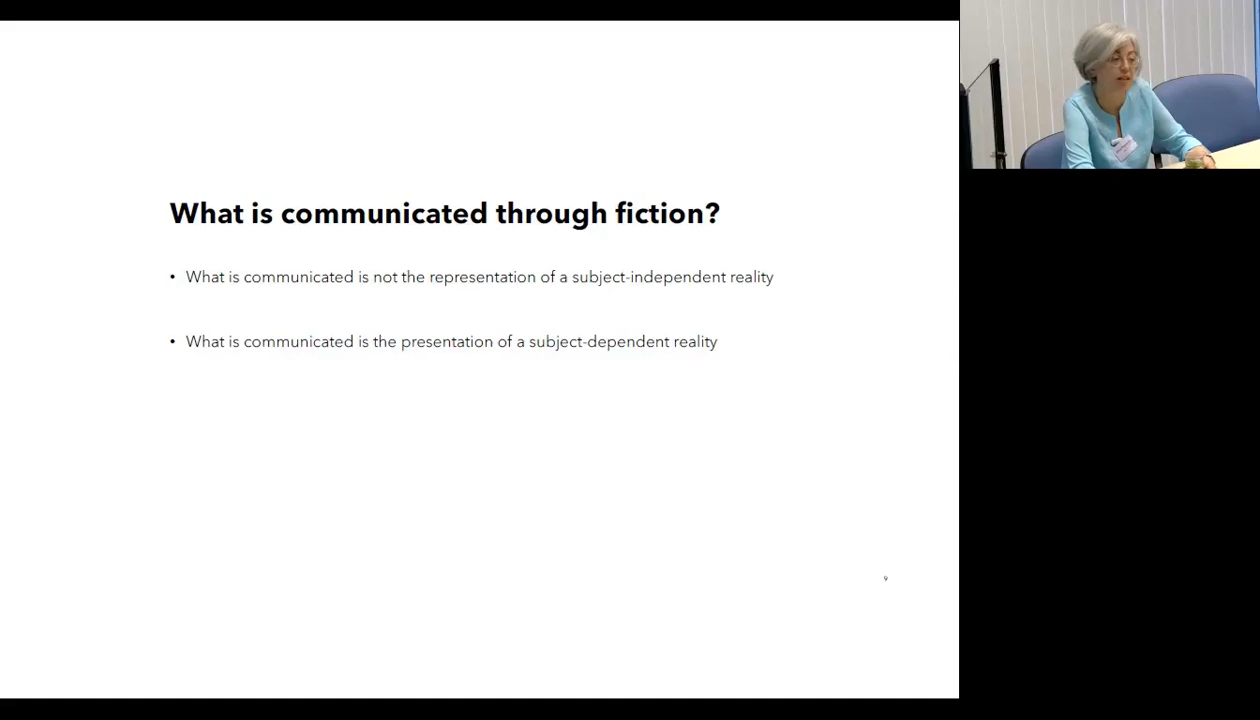 What is communicated through fiction?
• What is communicated is not the representation of a subject-independent reality
• What is communicated is the presentation of a subject-dependent reality
9